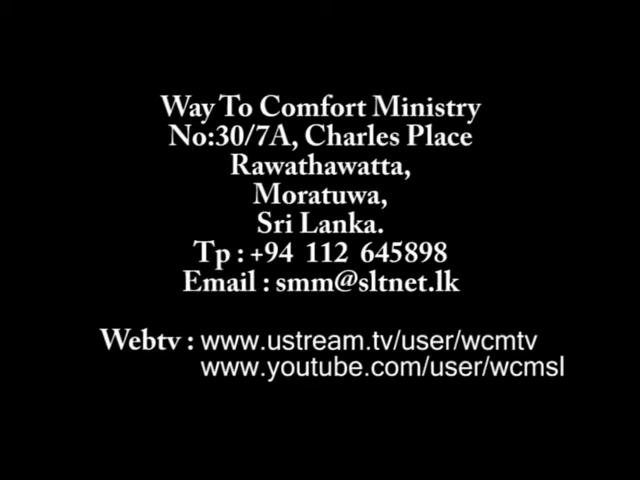 Way To Comfort Ministry
No:30/7A, Charles Place
Rawathawatta,
Moratuwa,
Sri Lanka.
Tp : +94 112 645898
Email : smm@sltnet.lk
Webtv : www.ustream.tv/user/wcmtv
www.youtube.com/user/wcmsl